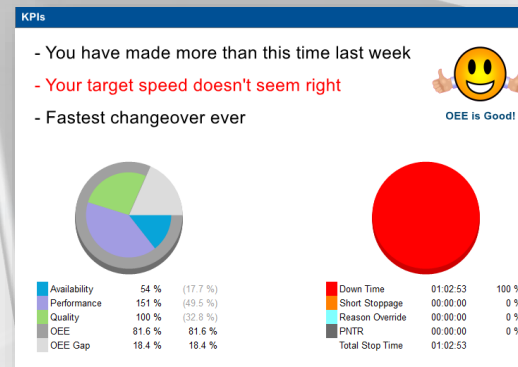 KPIs
- You have made more than this time last week
- Your target speed doesn't seem right
- Fastest changeover ever
OEE is Good!
Availability 54 % (17.7 %)
Performance 151 % (49.5 %)
Quality 100 % (32.8 %)
OEE 81.6 % 81.6 %
OEE Gap 18.4 % 18.4 %
Down Time 01:02:53 100 %
Short Stoppage 00:00:00 0 %
Reason Override 00:00:00 0 %
PNTR 00:00:00 0 %
Total Stop Time 01:02:53